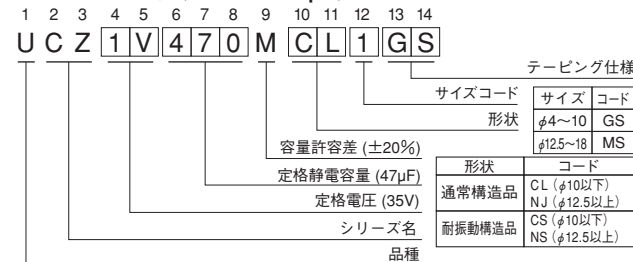 1 2 3 4 5 6 7 8 9 10 11 12 13 14
U C Z 1 V 4 7 0 M C L 1 G S
テーピング仕様
サイズコード
サイズ コード
形状
φ4～10 GS
φ12.5～18 MS
容量許容差 (±20%)
定格静電容量 (47µF)
定格電圧 (35V)
シリーズ名
品種
形状 コード
通常構造品 CL (φ10以下)
NJ (φ12.5以上)
耐振動構造品 CS (φ10以下)
NS (φ12.5以上)